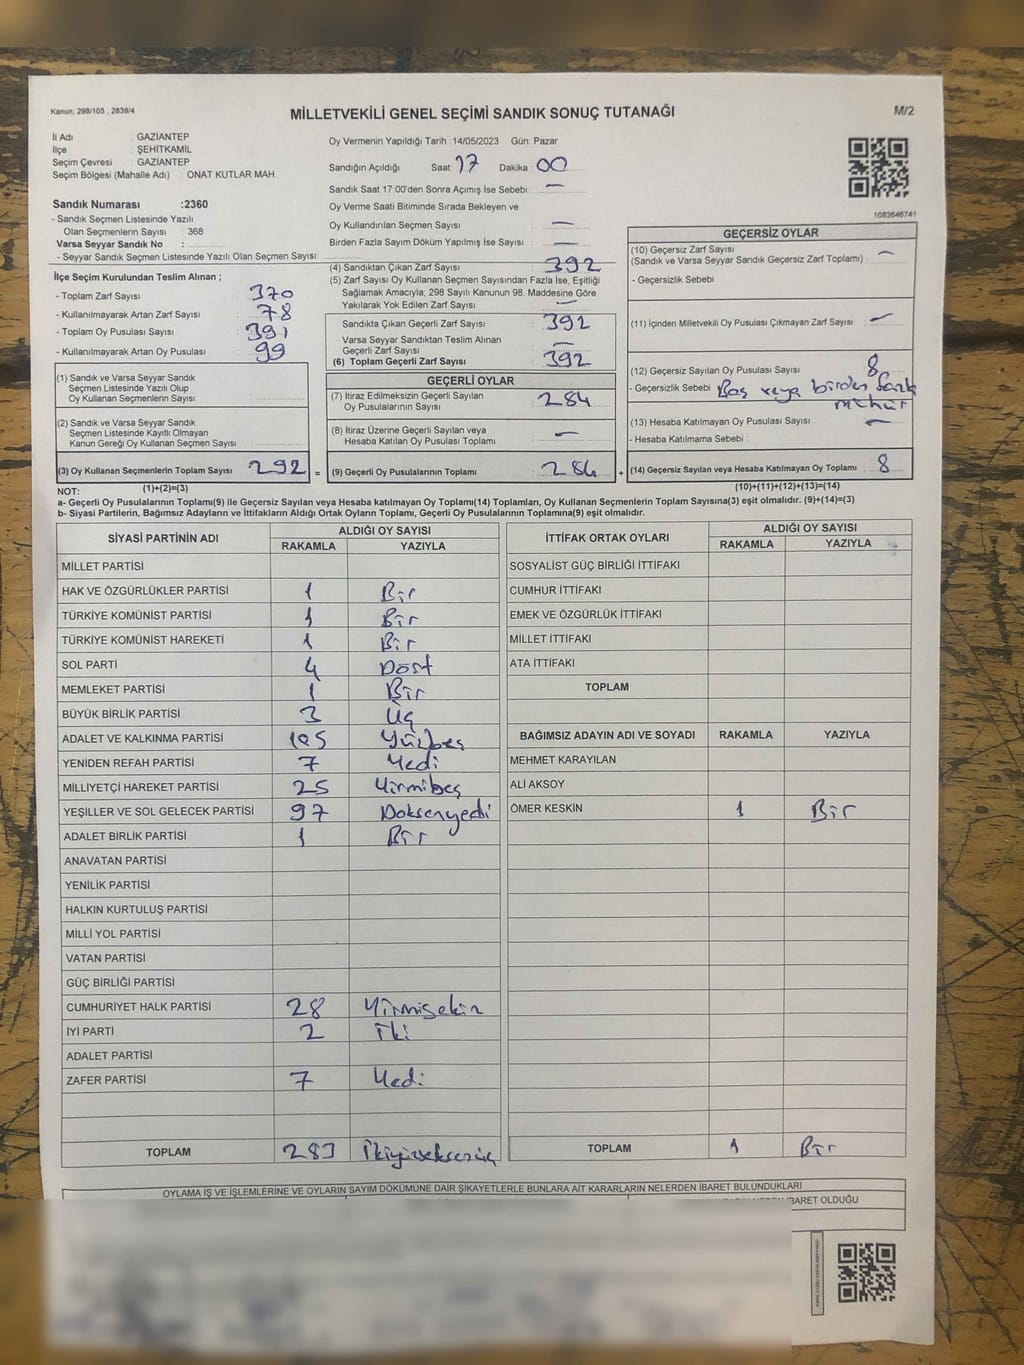 Kanun: 298/105 , 2839/4
MİLLETVEKİLİ GENEL SEÇİMİ SANDIK SONUÇ TUTANAĞI
M/2
İl Adı : GAZİANTEP
İlçe : ŞEHİTKAMİL
Seçim Çevresi : GAZİANTEP
Seçim Bölgesi (Mahalle Adı) : ONAT KUTLAR MAH.
Sandık Numarası :2360
- Sandık Seçmen Listesinde Yazılı
Olan Seçmenlerin Sayısı : 368
Varsa Seyyar Sandık No :
- Seyyar Sandık Seçmen Listesinde Yazılı Olan Seçmen Sayısı:
Oy Vermenin Yapıldığı Tarih :14/05/2023 Gün: Pazar
Sandığın Açıldığı Saat: 17 Dakika : 00
Sandık Saat 17:00'den Sonra Açımış İse Sebebi : —
Oy Verme Saati Bitiminde Sırada Bekleyen ve
Oy Kullandırılan Seçmen Sayısı : —
Birden Fazla Sayım Döküm Yapılmış İse Sayısı : —
1083646741
İlçe Seçim Kurulundan Teslim Alınan ;
- Toplam Zarf Sayısı : 370
- Kullanılmayarak Artan Zarf Sayısı : 78
- Toplam Oy Pusulası Sayısı : 391
- Kullanılmayarak Artan Oy Pusulası : 99
(1) Sandık ve Varsa Seyyar Sandık
Seçmen Listesinde Yazılı Olup
Oy Kullanan Seçmenlerin Sayısı :
(2) Sandık ve Varsa Seyyar Sandık
Seçmen Listesinde Kayıtlı Olmayan
Kanun Gereği Oy Kullanan Seçmen Sayısı :
(3) Oy Kullanan Seçmenlerin Toplam Sayısı : 292 =
(1)+(2)=(3)
(4) Sandıktan Çıkan Zarf Sayısı : 392
(5) Zarf Sayısı Oy Kullanan Seçmen Sayısından Fazla İse, Eşitliği
Sağlamak Amacıyla; 298 Sayılı Kanunun 98. Maddesine Göre
Yakılarak Yok Edilen Zarf Sayısı : —
Sandıkta Çıkan Geçerli Zarf Sayısı : 392
Varsa Seyyar Sandıktan Teslim Alınan
Geçerli Zarf Sayısı : —
(6) Toplam Geçerli Zarf Sayısı : 392
GEÇERLİ OYLAR
(7) İtiraz Edilmeksizin Geçerli Sayılan
Oy Pusulalarının Sayısı : 284
(8) İtiraz Üzerine Geçerli Sayılan veya
Hesaba Katılan Oy Pusulası Toplamı : —
(9) Geçerli Oy Pusulalarının Toplamı : 284 +
GEÇERSİZ OYLAR
(10) Geçersiz Zarf Sayısı
(Sandık ve Varsa Seyyar Sandık Geçersiz Zarf Toplamı) : —
- Geçersizlik Sebebi :
(11) İçinden Milletvekili Oy Pusulası Çıkmayan Zarf Sayısı : —
(12) Geçersiz Sayılan Oy Pusulası Sayısı : 8
- Geçersizlik Sebebi : Boş veya birden fazla
mühür
(13) Hesaba Katılmayan Oy Pusulası Sayısı : —
- Hesaba Katılmama Sebebi :
(14) Geçersiz Sayılan veya Hesaba Katılmayan Oy Toplamı : 8
(10)+(11)+(12)+(13)=(14)
NOT:
a- Geçerli Oy Pusulalarının Toplamı(9) ile Geçersiz Sayılan veya Hesaba katılmayan Oy Toplamı(14) Toplamları, Oy Kullanan Seçmenlerin Toplam Sayısına(3) eşit olmalıdır. (9)+(14)=(3)
b- Siyasi Partilerin, Bağımsız Adayların ve İttifakların Aldığı Ortak Oyların Toplamı, Geçerli Oy Pusulalarının Toplamına(9) eşit olmalıdır.
SİYASİ PARTİNİN ADI ALDIĞI OY SAYISI
RAKAMLA YAZIYLA
MİLLET PARTİSİ
HAK VE ÖZGÜRLÜKLER PARTİSİ 1 Bir
TÜRKİYE KOMÜNİST PARTİSİ 1 Bir
TÜRKİYE KOMÜNİST HAREKETİ 1 Bir
SOL PARTİ 4 Dört
MEMLEKET PARTİSİ 1 Bir
BÜYÜK BİRLİK PARTİSİ 3 Üç
ADALET VE KALKINMA PARTİSİ 105 Yüzbeş
YENİDEN REFAH PARTİSİ 7 Yedi
MİLLİYETÇİ HAREKET PARTİSİ 25 Yirmibeş
YEŞİLLER VE SOL GELECEK PARTİSİ 97 Doksanyedi
ADALET BİRLİK PARTİSİ 1 Bir
ANAVATAN PARTİSİ
YENİLİK PARTİSİ
HALKIN KURTULUŞ PARTİSİ
MİLLİ YOL PARTİSİ
VATAN PARTİSİ
GÜÇ BİRLİĞİ PARTİSİ
CUMHURİYET HALK PARTİSİ 28 Yirmisekiz
İYİ PARTİ 2 İki
ADALET PARTİSİ
ZAFER PARTİSİ 7 Yedi
TOPLAM 283 İkiyüzseksenüç
İTTİFAK ORTAK OYLARI ALDIĞI OY SAYISI
RAKAMLA YAZIYLA
SOSYALİST GÜÇ BİRLİĞİ İTTİFAKI
CUMHUR İTTİFAKI
EMEK VE ÖZGÜRLÜK İTTİFAKI
MİLLET İTTİFAKI
ATA İTTİFAKI
TOPLAM
BAĞIMSIZ ADAYIN ADI VE SOYADI RAKAMLA YAZIYLA
MEHMET KARAYILAN
ALİ AKSOY
ÖMER KESKİN 1 Bir
TOPLAM 1 Bir
OYLAMA İŞ VE İŞLEMLERİNE VE OYLARIN SAYIM DÖKÜMÜNE DAİR ŞİKAYETLERLE BUNLARA AİT KARARLARIN NELERDEN İBARET BULUNDUKLARI
İBARET OLDUĞU